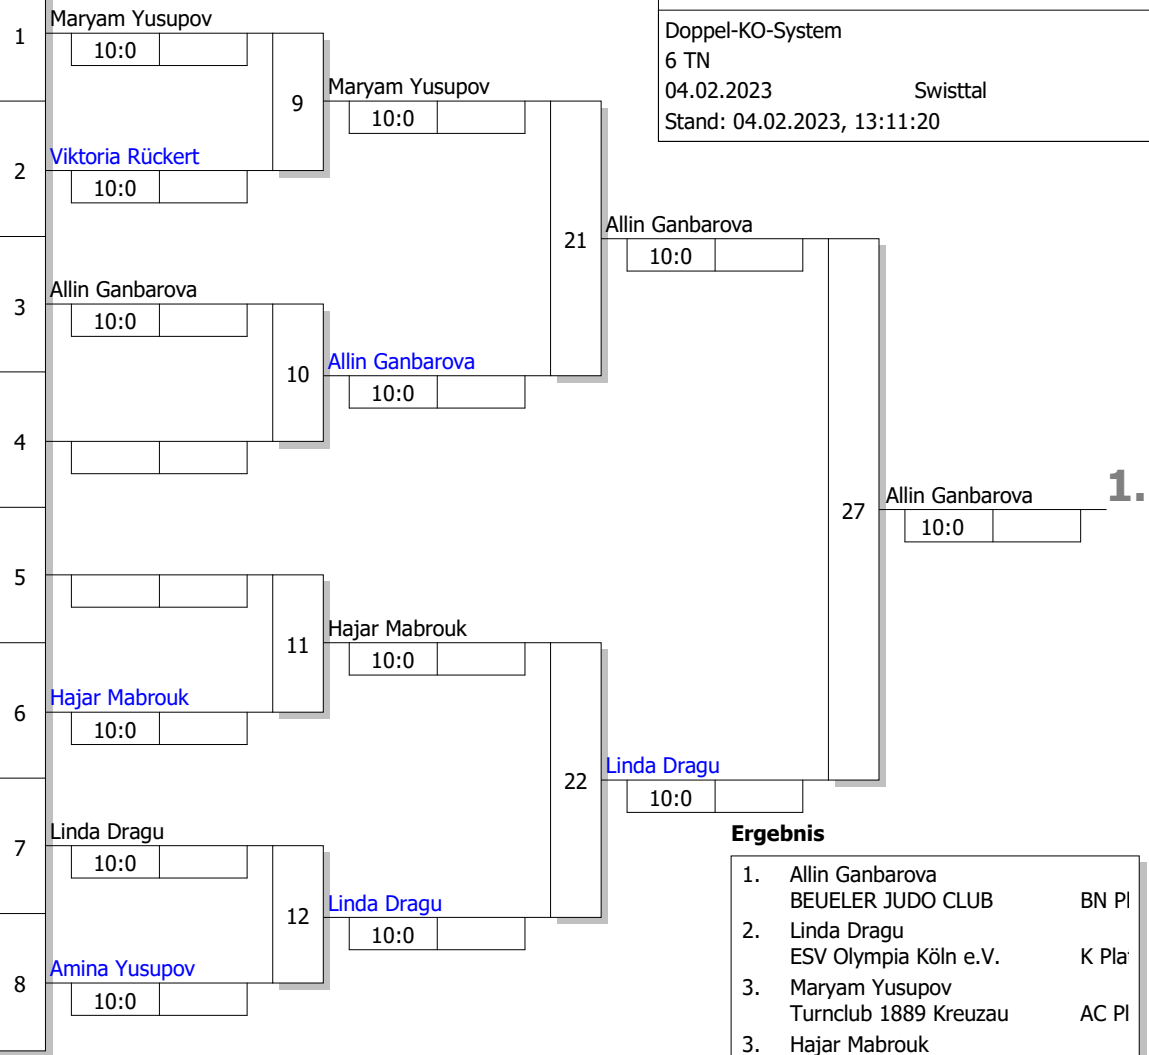 Doppel-KO-System
6 TN
04.02.2023 Swisttal
Stand: 04.02.2023, 13:11:20
1
Maryam Yusupov
10:0
2
Viktoria Rückert
10:0
9
Maryam Yusupov
10:0
3
Allin Ganbarova
10:0
4
10
Allin Ganbarova
10:0
21
Allin Ganbarova
10:0
5
6
Hajar Mabrouk
10:0
11
Hajar Mabrouk
10:0
7
Linda Dragu
10:0
8
Amina Yusupov
10:0
12
Linda Dragu
10:0
22
Linda Dragu
10:0
27
Allin Ganbarova
10:0
1.
Ergebnis
1. Allin Ganbarova
BEUELER JUDO CLUB BN
2. Linda Dragu
ESV Olympia Köln e.V. K
3. Maryam Yusupov
Turnclub 1889 Kreuzau AC
3. Hajar Mabrouk